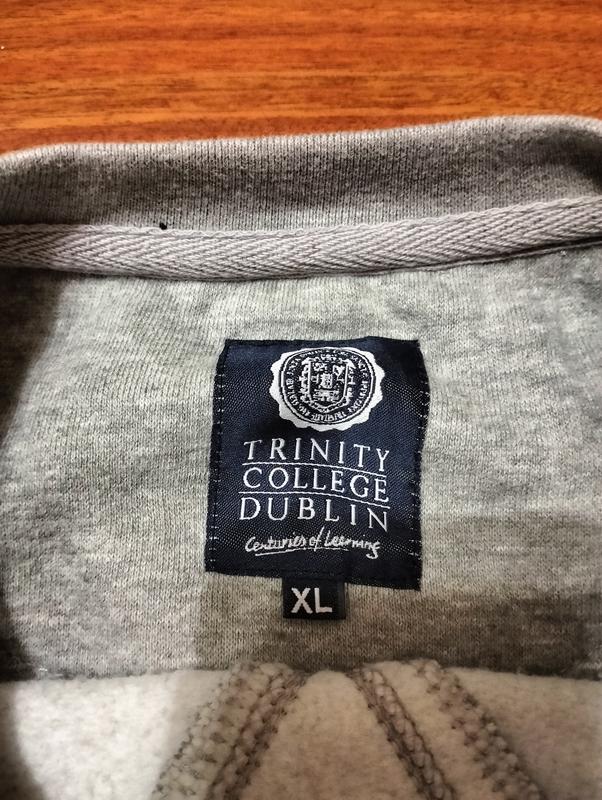 TRINITY
COLLEGE
DUBLIN
Centuries of Learning
XL